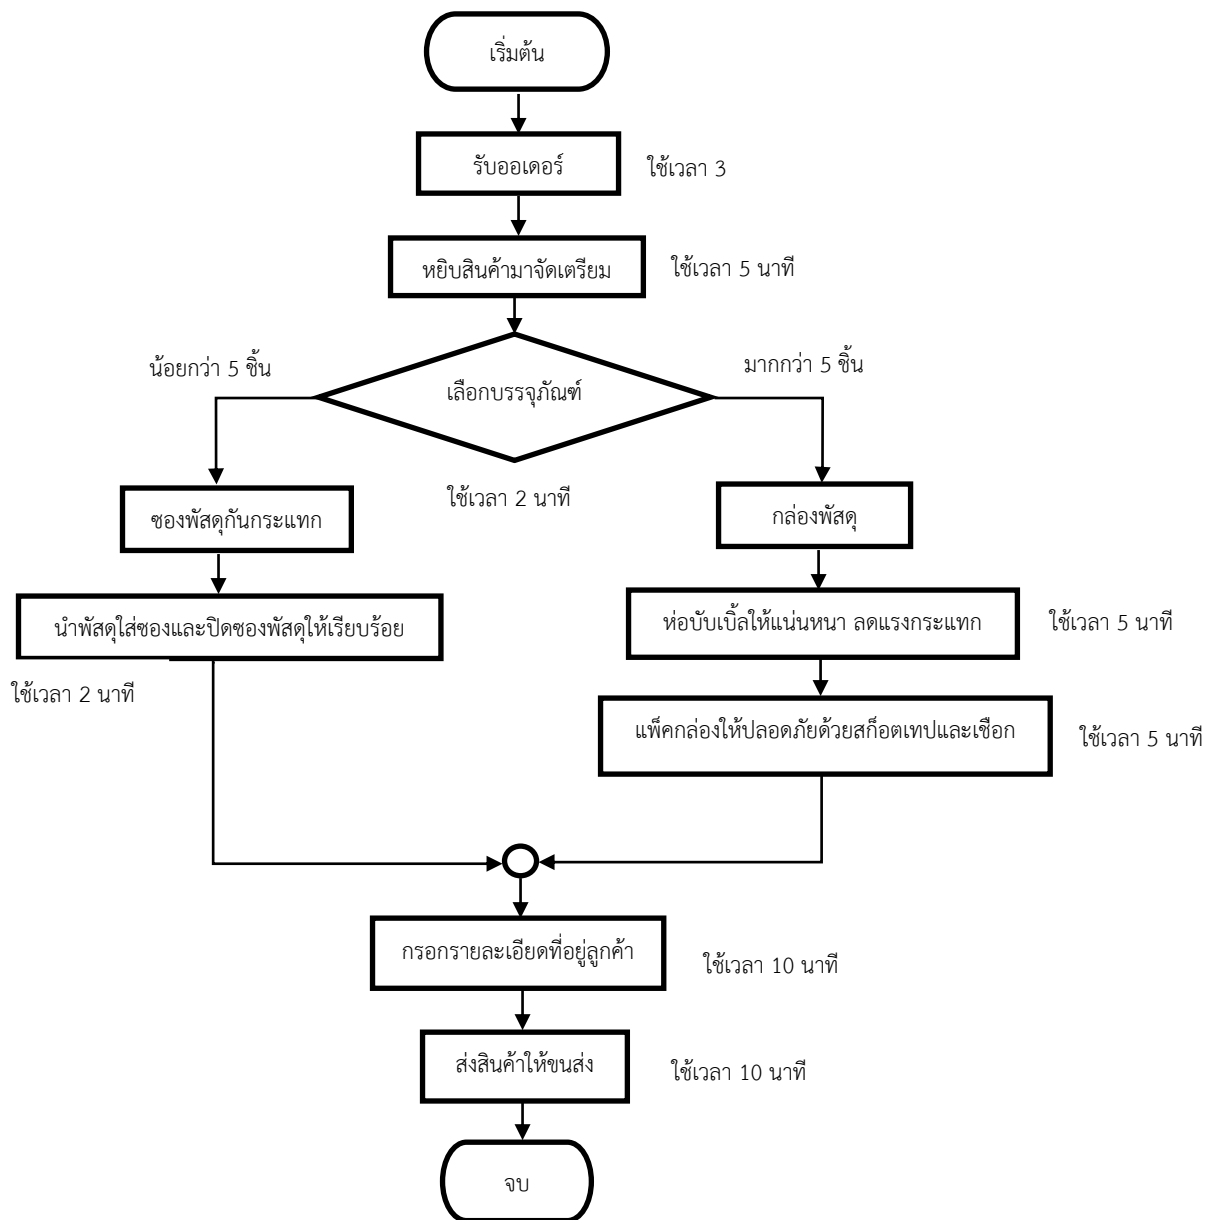 เริ่มต้น
รับออเดอร์
ใช้เวลา 3
หยิบสินค้ามาจัดเตรียม
ใช้เวลา 5 นาที
น้อยกว่า 5 ชิ้น
มากกว่า 5 ชิ้น
เลือกบรรจุภัณฑ์
ใช้เวลา 2 นาที
ซองพัสดุกันกระแทก
กล่องพัสดุ
นำพัสดุใส่ซองและปิดซองพัสดุให้เรียบร้อย
ใช้เวลา 2 นาที
ห่อบับเบิ้ลให้แน่นหนา ลดแรงกระแทก
ใช้เวลา 5 นาที
แพ็คกล่องให้ปลอดภัยด้วยสก็อตเทปและเชือก
ใช้เวลา 5 นาที
กรอกรายละเอียดที่อยู่ลูกค้า
ใช้เวลา 10 นาที
ส่งสินค้าให้ขนส่ง
ใช้เวลา 10 นาที
จบ